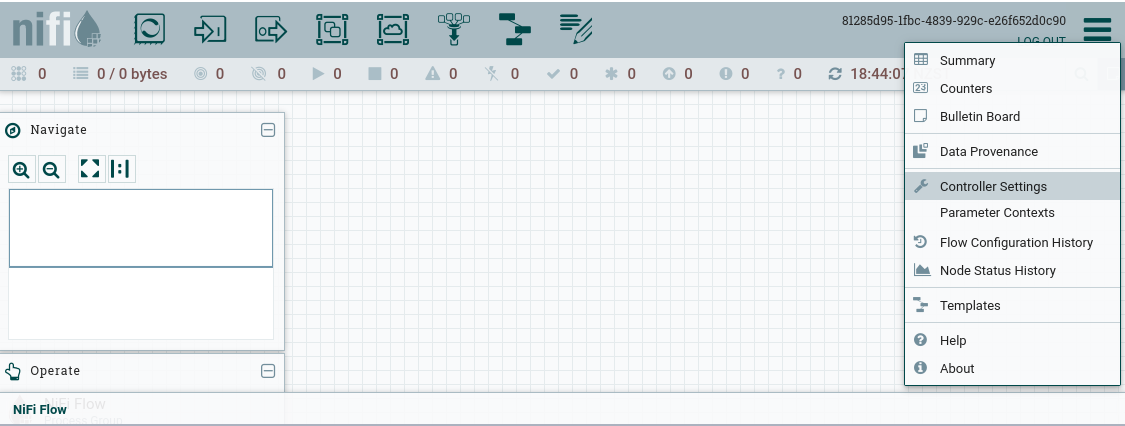 nifi
81285d95-1fbc-4839-929c-e26f652d0c90
LOG OUT
0 0 / 0 bytes 0 0 0 0 0 0 0 0 0 0 0 18:44:07
Summary
Counters
Bulletin Board
Data Provenance
Controller Settings
Parameter Contexts
Flow Configuration History
Node Status History
Templates
Help
About
Navigate
Operate
NiFi Flow
Process Group
NiFi Flow